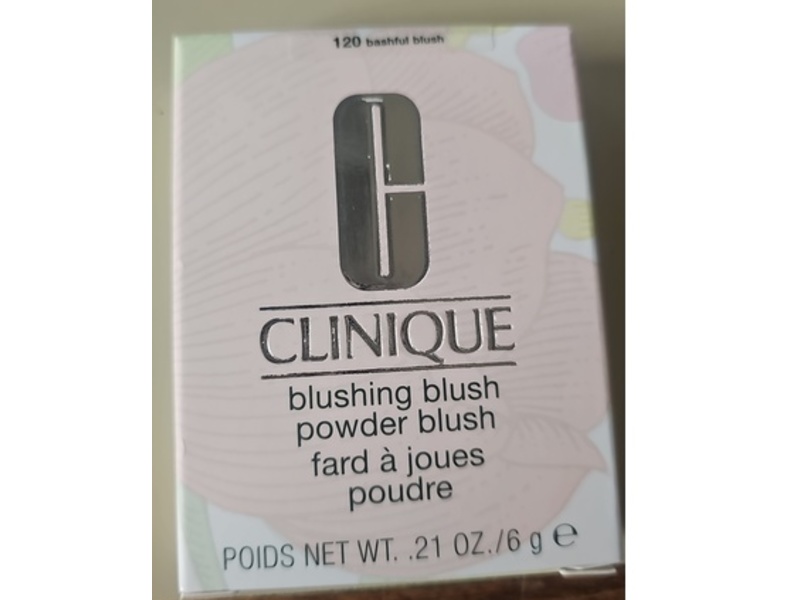 120 bashful blush
CLINIQUE
blushing blush
powder blush
fard à joues
poudre
POIDS NET WT. .21 OZ./6 g ℮